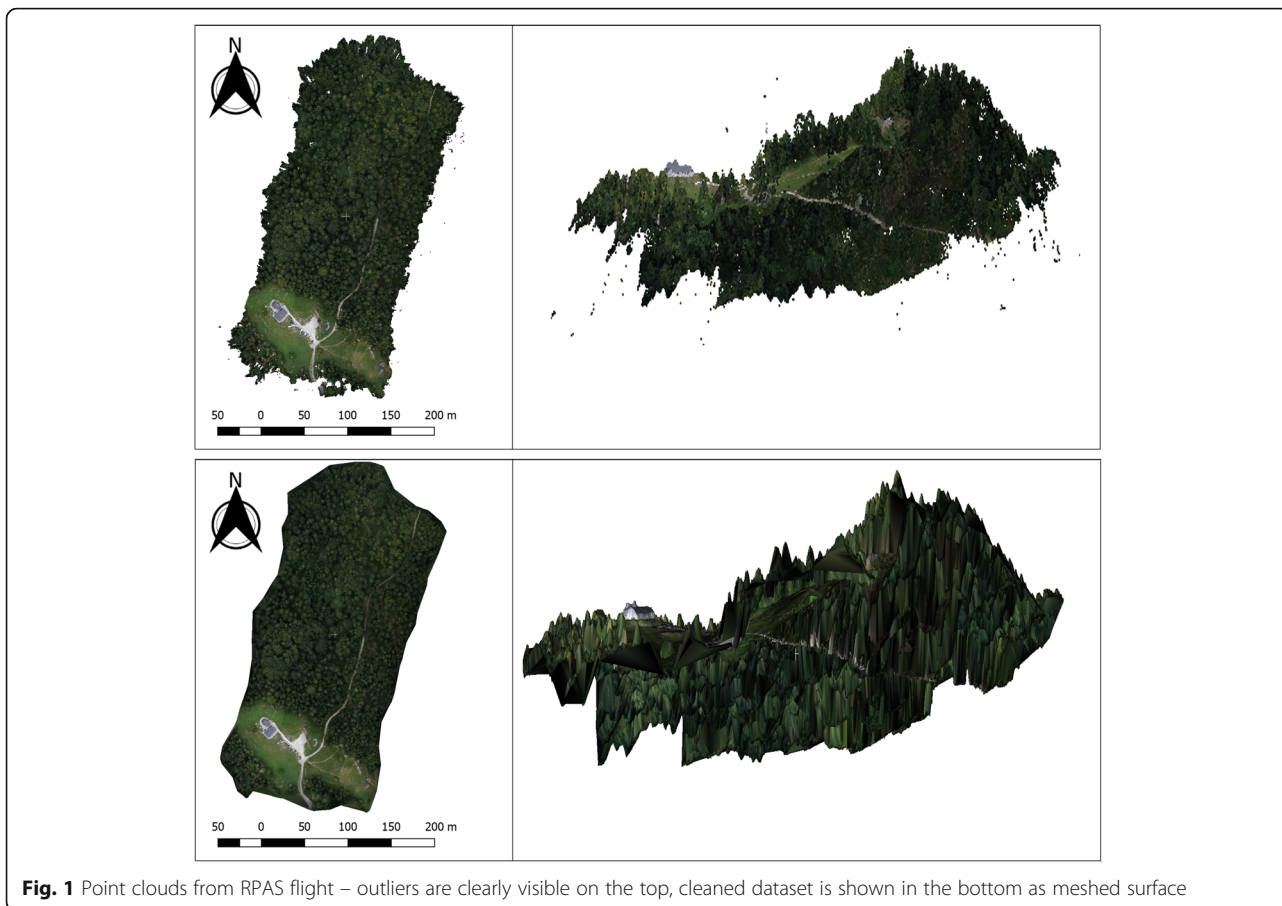 N
50 0 50 100 150 200 m
N
50 0 50 100 150 200 m
Fig. 1 Point clouds from RPAS flight – outliers are clearly visible on the top, cleaned dataset is shown in the bottom as meshed surface